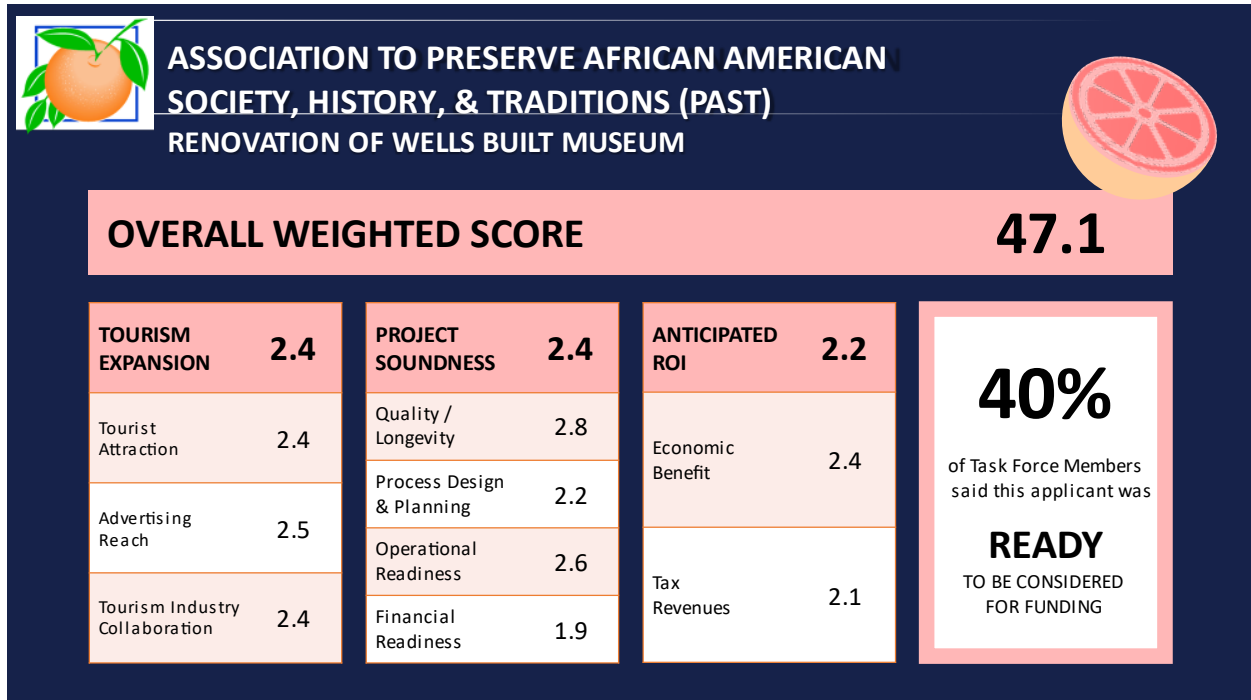 ASSOCIATION TO PRESERVE AFRICAN AMERICAN
SOCIETY, HISTORY, & TRADITIONS (PAST)
RENOVATION OF WELLS BUILT MUSEUM
OVERALL WEIGHTED SCORE 47.1
TOURISM
EXPANSION
2.4
Tourist
Attraction
2.4
Advertising
Reach
2.5
Tourism Industry
Collaboration
2.4
PROJECT
SOUNDNESS
2.4
Quality /
Longevity
2.8
Process Design
& Planning
2.2
Operational
Readiness
2.6
Financial
Readiness
1.9
ANTICIPATED
ROI
2.2
Economic
Benefit
2.4
Tax
Revenues
2.1
40%
of Task Force Members
said this applicant was
READY
TO BE CONSIDERED
FOR FUNDING